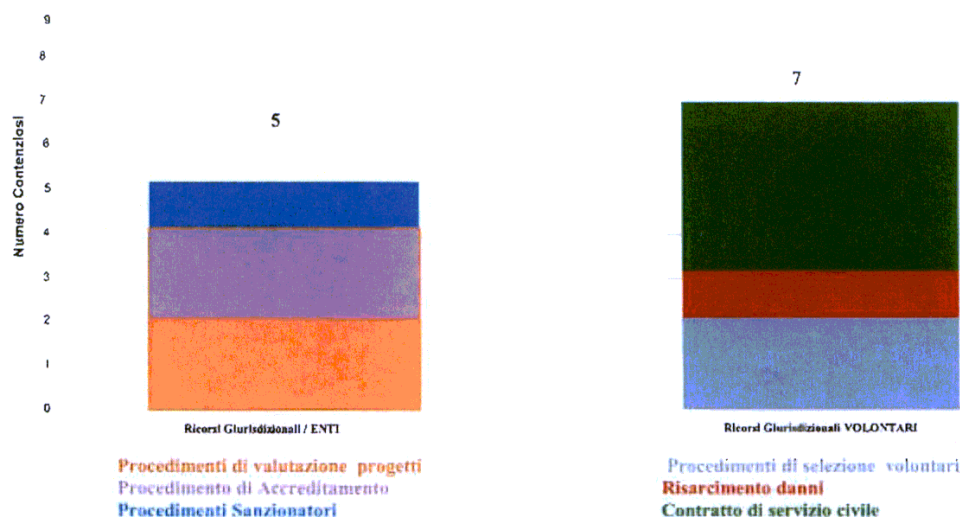 9
8
7
6
5
4
3
2
1
0
Numero Contenziosi
5
7
Ricorsi Giurisdizionali / ENTI
Ricorsi Giurisdizionali VOLONTARI
Procedimenti di valutazione progetti
Procedimento di Accreditamento
Procedimenti Sanzionatori
Procedimenti di selezione volontari
Risarcimento danni
Contratto di servizio civile